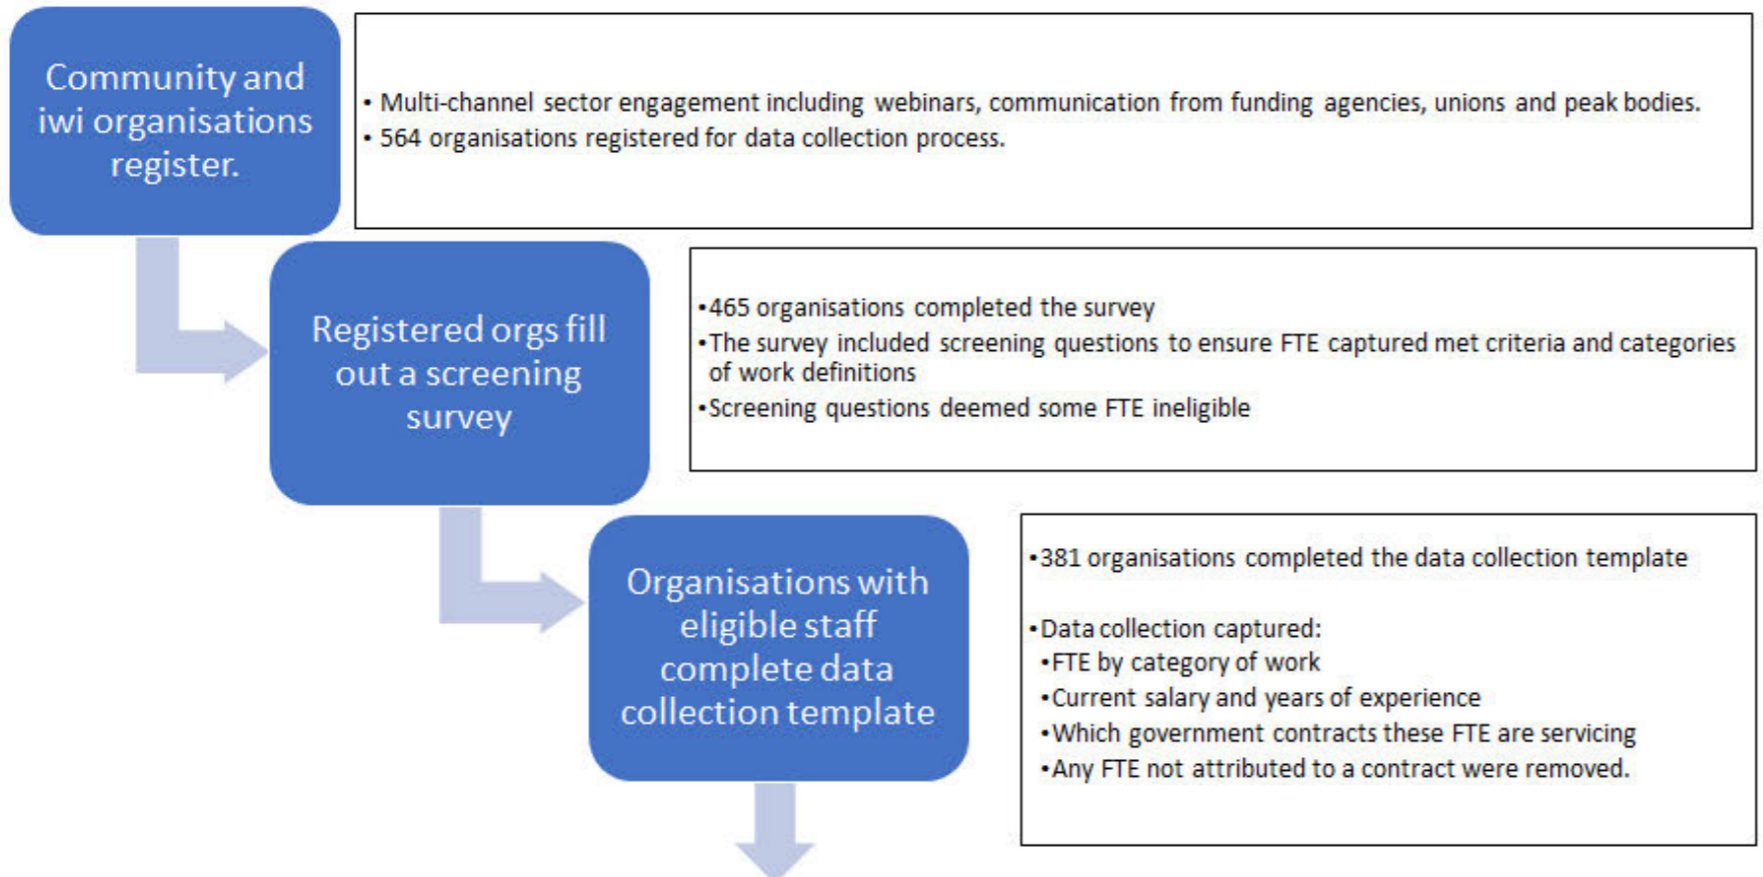 Community and
iwi organisations
register.
• Multi-channel sector engagement including webinars, communication from funding agencies, unions and peak bodies.
• 564 organisations registered for data collection process.
Registered orgs fill
out a screening
survey
•465 organisations completed the survey
•The survey included screening questions to ensure FTE captured met criteria and categories
of work definitions
•Screening questions deemed some FTE ineligible
Organisations with
eligible staff
complete data
collection template
•381 organisations completed the data collection template
•Data collection captured:
•FTE by category of work
•Current salary and years of experience
•Which government contracts these FTE are servicing
•Any FTE not attributed to a contract were removed.